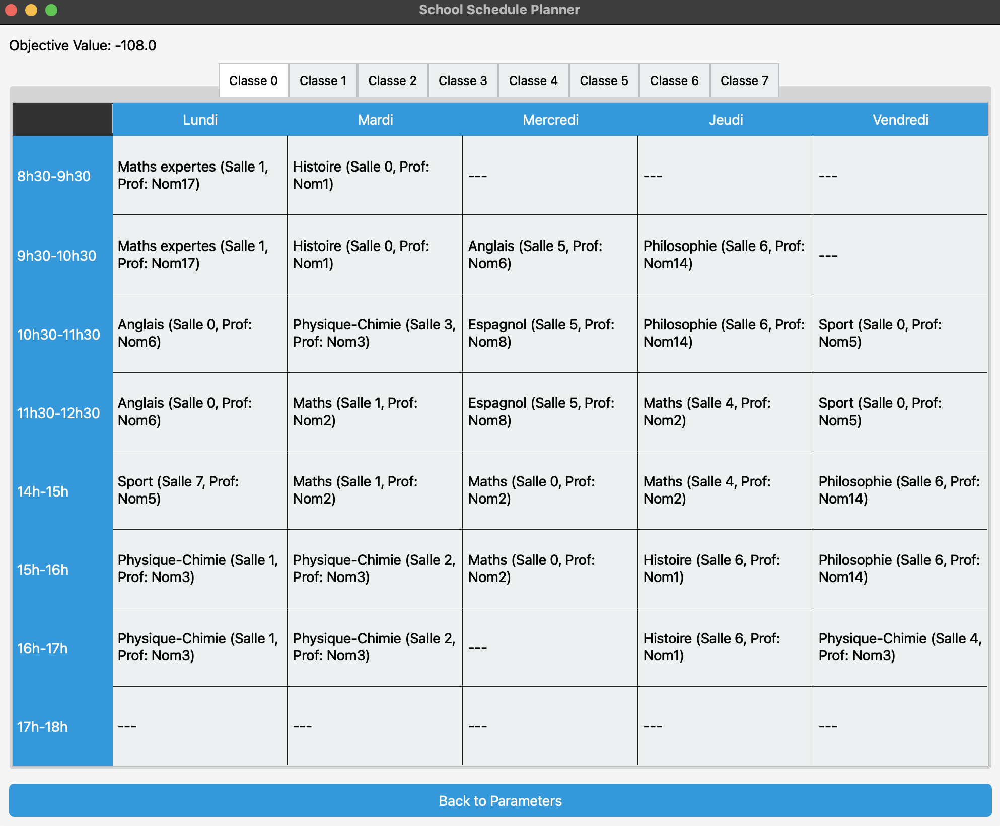 School Schedule Planner
Objective Value: -108.0
Classe 0 Classe 1 Classe 2 Classe 3 Classe 4 Classe 5 Classe 6 Classe 7
Lundi Mardi Mercredi Jeudi Vendredi
8h30-9h30
Maths expertes (Salle 1,
Prof: Nom17)
Histoire (Salle 0, Prof:
Nom1)
---
---
---
9h30-10h30
Maths expertes (Salle 1,
Prof: Nom17)
Histoire (Salle 0, Prof:
Nom1)
Anglais (Salle 5, Prof:
Nom6)
Philosophie (Salle 6, Prof:
Nom14)
---
10h30-11h30
Anglais (Salle 0, Prof:
Nom6)
Physique-Chimie (Salle 3,
Prof: Nom3)
Espagnol (Salle 5, Prof:
Nom8)
Philosophie (Salle 6, Prof:
Nom14)
Sport (Salle 0, Prof:
Nom5)
11h30-12h30
Anglais (Salle 0, Prof:
Nom6)
Maths (Salle 1, Prof:
Nom2)
Espagnol (Salle 5, Prof:
Nom8)
Maths (Salle 4, Prof:
Nom2)
Sport (Salle 0, Prof:
Nom5)
14h-15h
Sport (Salle 7, Prof:
Nom5)
Maths (Salle 1, Prof:
Nom2)
Maths (Salle 0, Prof:
Nom2)
Maths (Salle 4, Prof:
Nom2)
Philosophie (Salle 6, Prof:
Nom14)
15h-16h
Physique-Chimie (Salle 1,
Prof: Nom3)
Physique-Chimie (Salle 2,
Prof: Nom3)
Maths (Salle 0, Prof:
Nom2)
Histoire (Salle 6, Prof:
Nom1)
Philosophie (Salle 6, Prof:
Nom14)
16h-17h
Physique-Chimie (Salle 1,
Prof: Nom3)
Physique-Chimie (Salle 2,
Prof: Nom3)
---
Histoire (Salle 6, Prof:
Nom1)
Physique-Chimie (Salle 4,
Prof: Nom3)
17h-18h
---
---
---
---
---
Back to Parameters